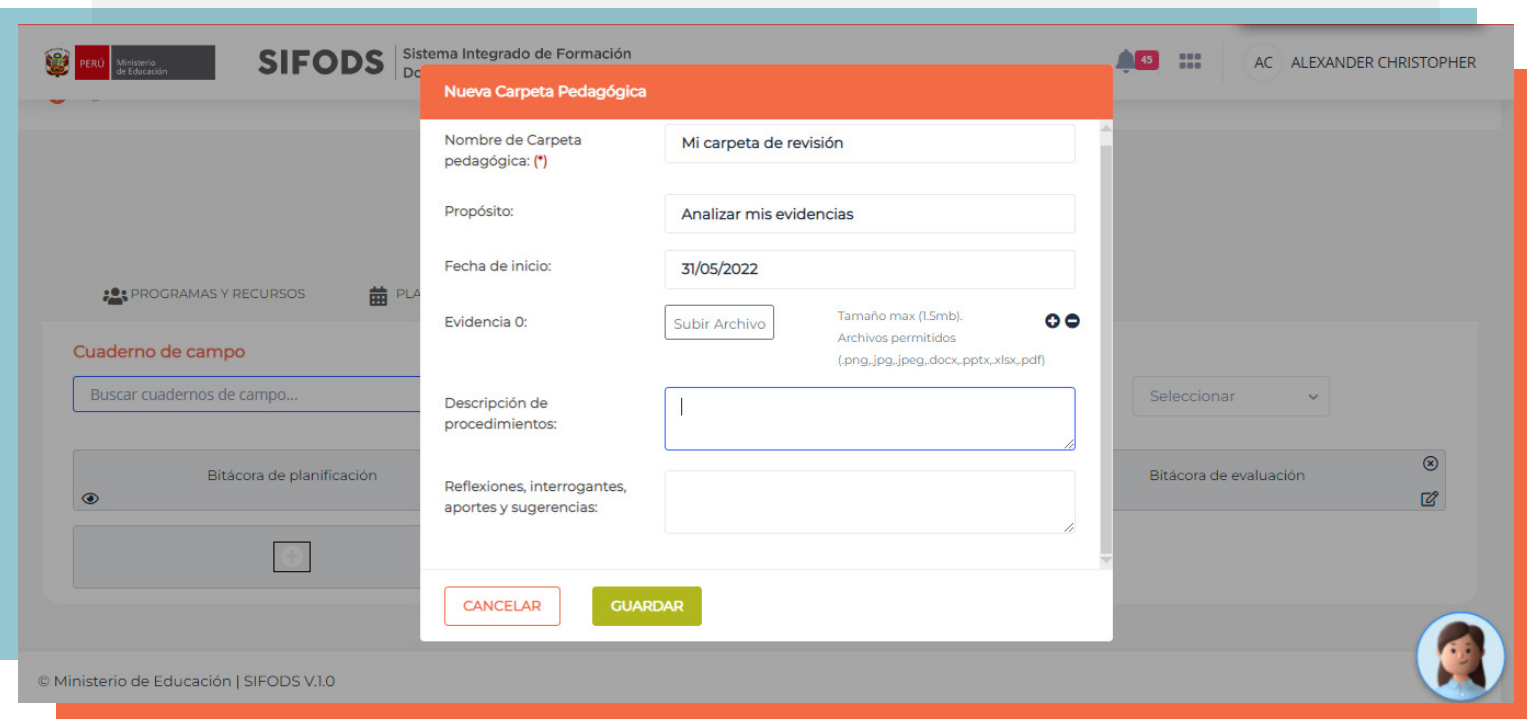 PERÚ
Ministerio
de Educación
SIFODS
Sistema Integrado de Formación
Do
45
AC ALEXANDER CHRISTOPHER
Nueva Carpeta Pedagógica
Nombre de Carpeta
pedagógica: (*)
Mi carpeta de revisión
Propósito:
Analizar mis evidencias
Fecha de inicio:
31/05/2022
Evidencia 0:
Subir Archivo
Tamaño max (1.5mb).
Archivos permitidos
(.png,.jpg,.jpeg,.docx,.pptx,.xlsx,.pdf)
Descripción de
procedimientos:
Reflexiones, interrogantes,
aportes y sugerencias:
CANCELAR
GUARDAR
PROGRAMAS Y RECURSOS
PLA
Cuaderno de campo
Buscar cuadernos de campo...
Seleccionar
Bitácora de planificación
Bitácora de evaluación
© Ministerio de Educación | SIFODS V.1.0